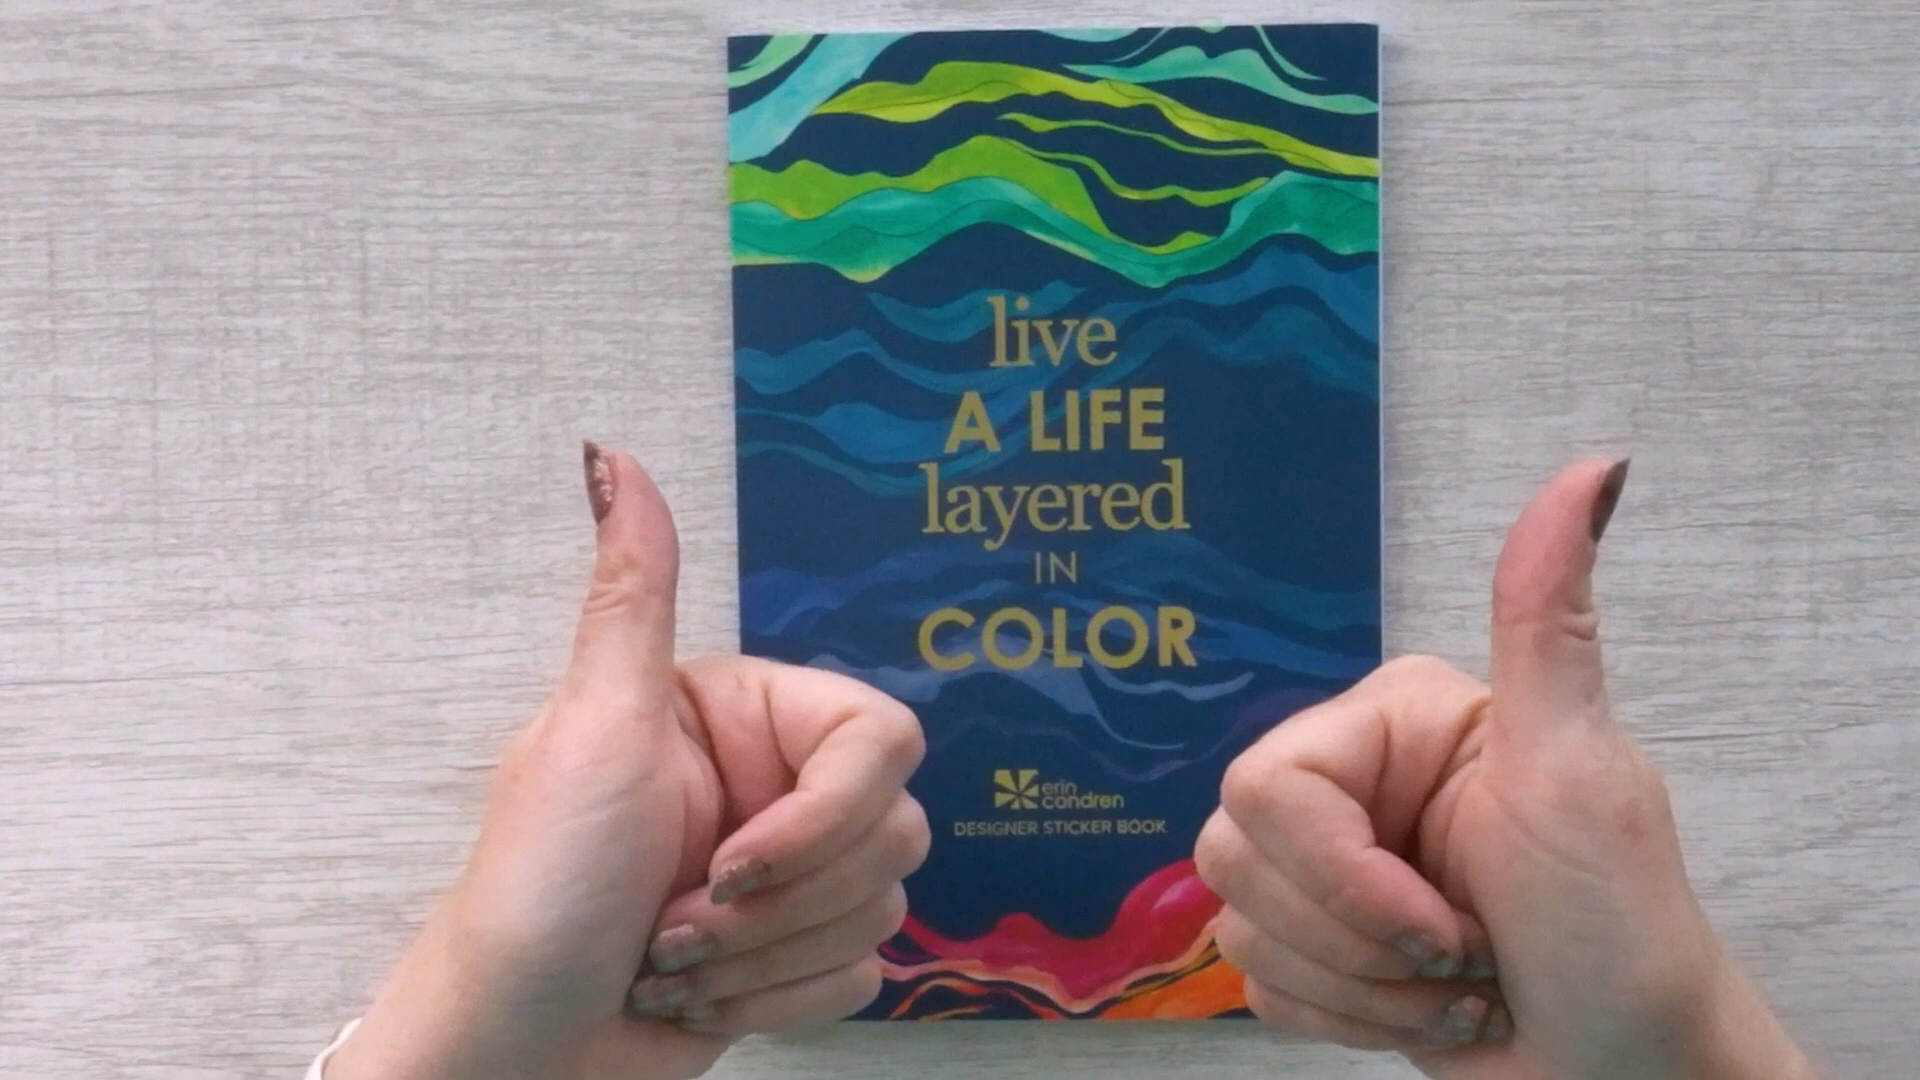 live
A LIFE
layered
IN
COLOR
erin
condren
DESIGNER STICKER BOOK